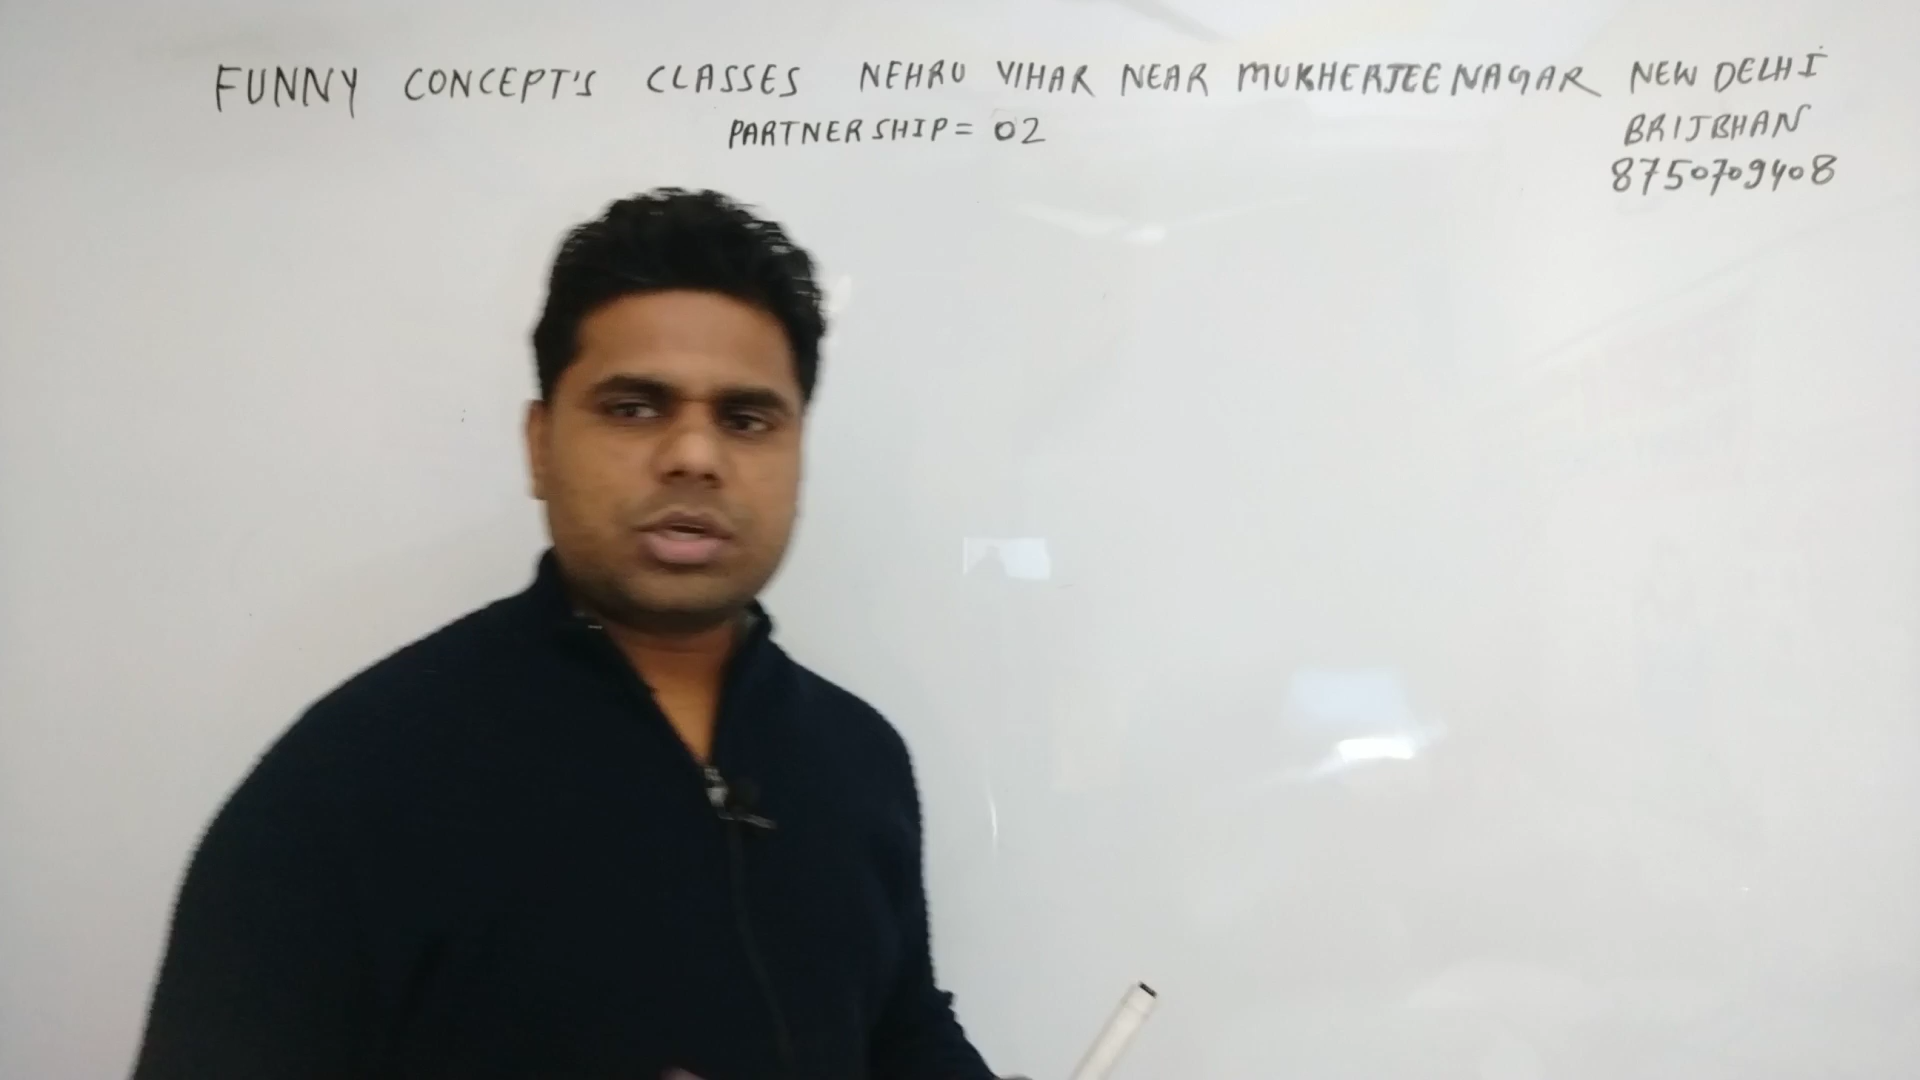 FUNNY CONCEPT'S CLASSES NEHRU VIHAR NEAR MUKHERJEE NAGAR NEW DELHI
PARTNERSHIP = 02
BRIJBHAN
8750709408